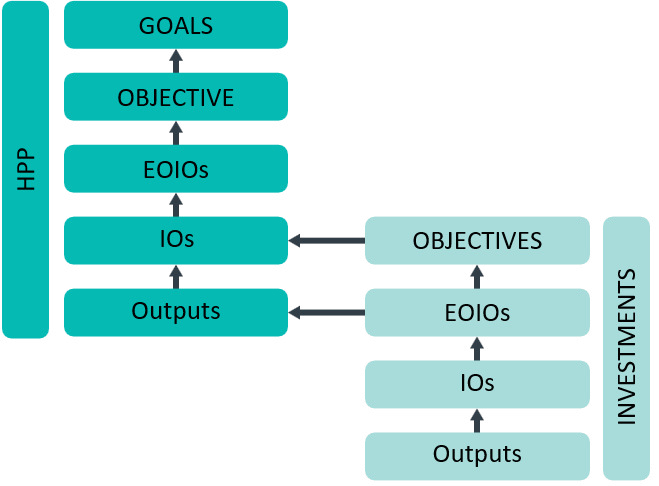 HPP
GOALS
OBJECTIVE
EOIOs
IOs
Outputs
OBJECTIVES
EOIOs
IOs
Outputs
INVESTMENTS